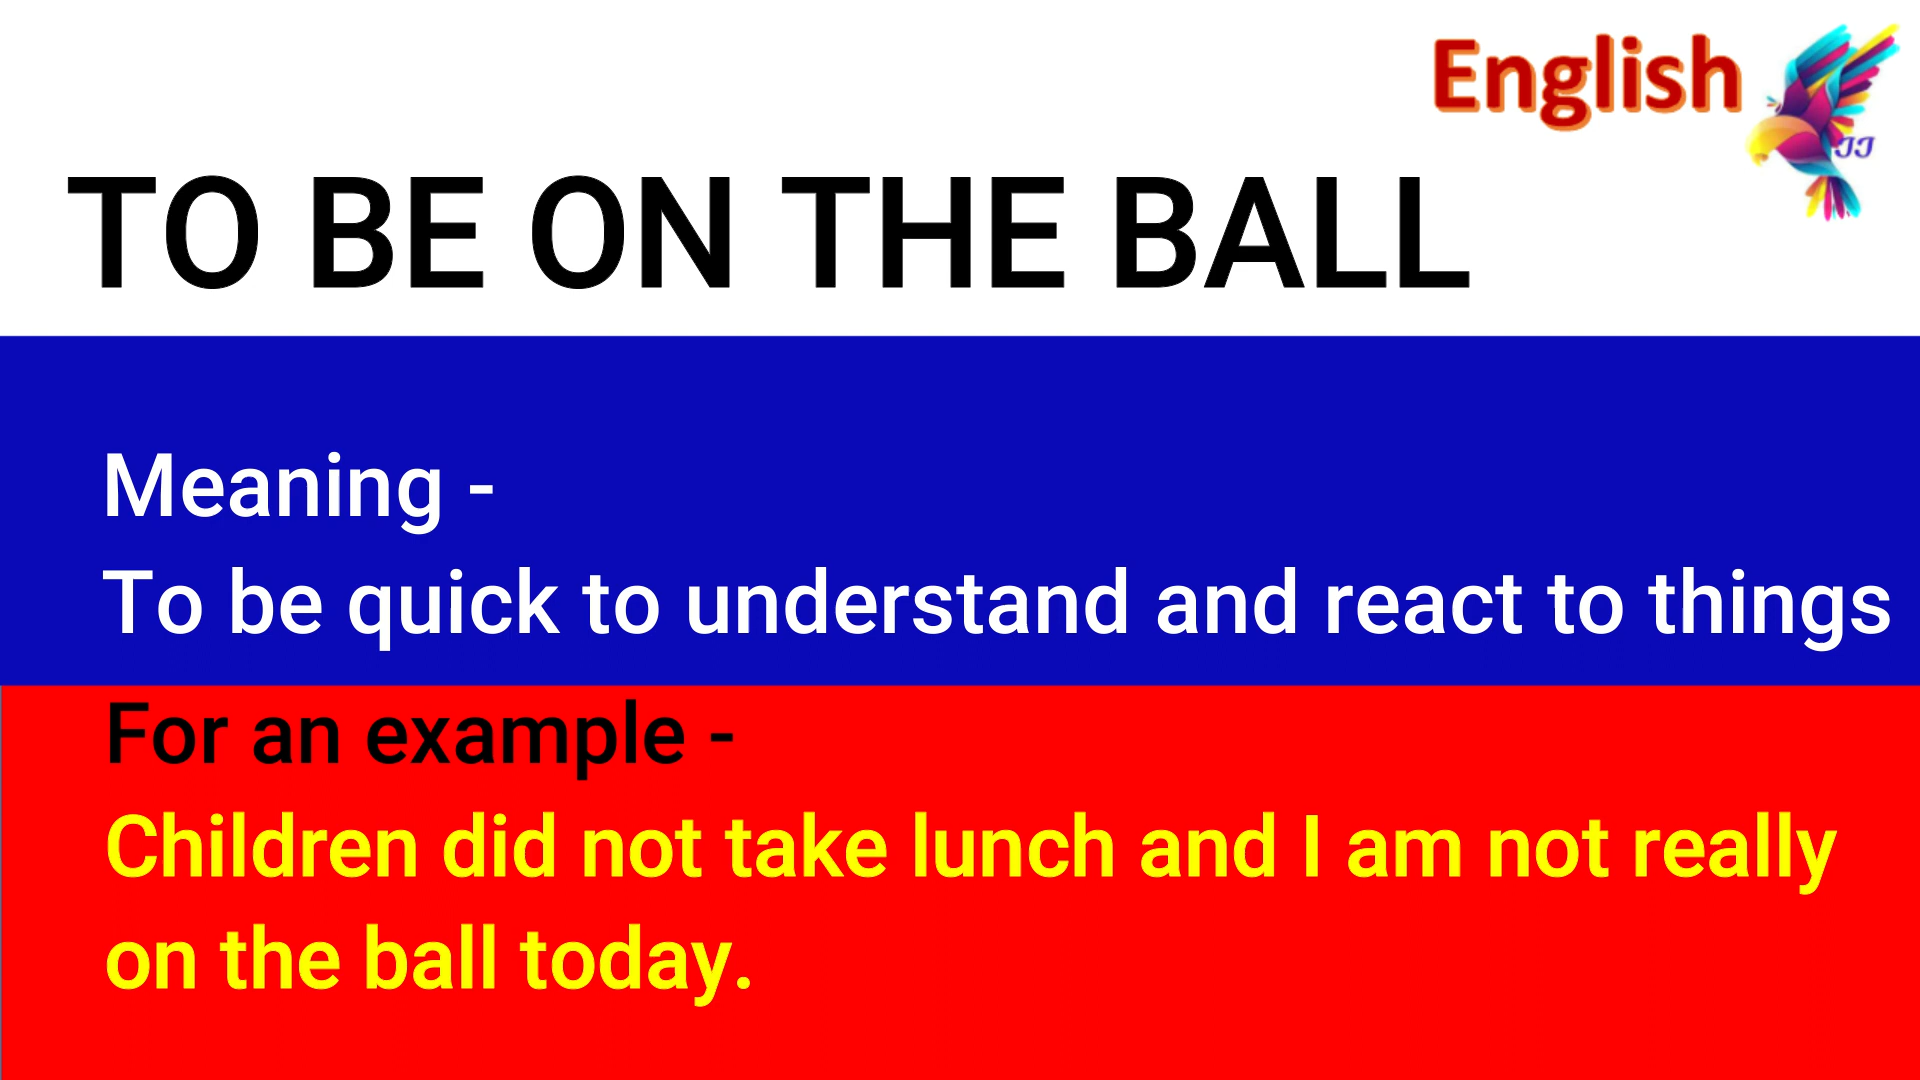 English
JJ
TO BE ON THE BALL
Meaning -
To be quick to understand and react to things
For an example -
Children did not take lunch and I am not really
on the ball today.